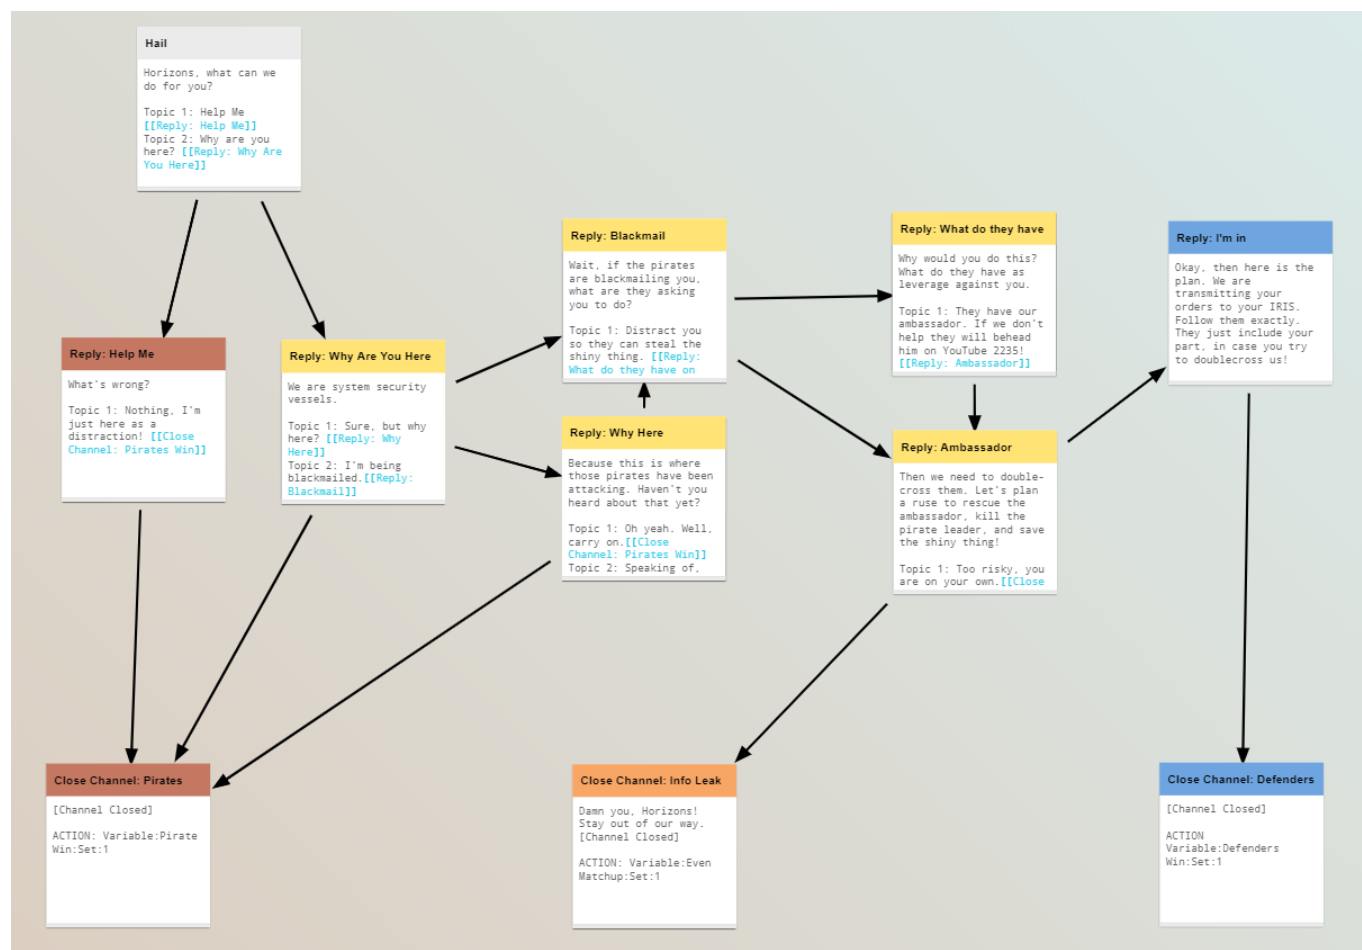 Hail
Horizons, what can we
do for you?
Topic 1: Help Me
[[Reply: Help Me]]
Topic 2: Why are you
here? [[Reply: Why Are
You Here]]
Reply: Help Me
What's wrong?
Topic 1: Nothing, I'm
just here as a
distraction! [[Close
Channel: Pirates Win]]
Reply: Why Are You Here
We are system security
vessels.
Topic 1: Sure, but why
here? [[Reply: Why
Here]]
Topic 2: I'm being
blackmailed.[[Reply:
Blackmail]]
Reply: Blackmail
Wait, if the pirates
are blackmailing you,
what are they asking
you to do?
Topic 1: Distract you
so they can steal the
shiny thing. [[Reply:
What do they have on
Reply: Why Here
Because this is where
those pirates have been
attacking. Haven't you
heard about that yet?
Topic 1: Oh yeah. Well,
carry on.[[Close
Channel: Pirates Win]]
Topic 2: Speaking of,
Reply: What do they have
Why would you do this?
What do they have as
leverage against you.
Topic 1: They have our
ambassador. If we don't
help they will behead
him on YouTube 2235!
[[Reply: Ambassador]]
Reply: Ambassador
Then we need to double-
cross them. Let's plan
a ruse to rescue the
ambassador, kill the
pirate leader, and save
the shiny thing!
Topic 1: Too risky, you
are on your own.[[Close
Reply: I'm in
Okay, then here is the
plan. We are
transmitting your
orders to your IRIS.
Follow them exactly.
They just include your
part, in case you try
to doublecross us!
Close Channel: Pirates
[Channel Closed]
ACTION: Variable:Pirate
Win:Set:1
Close Channel: Info Leak
Damn you, Horizons!
Stay out of our way.
[Channel Closed]
ACTION: Variable:Even
Matchup:Set:1
Close Channel: Defenders
[Channel Closed]
ACTION
Variable:Defenders
Win:Set:1